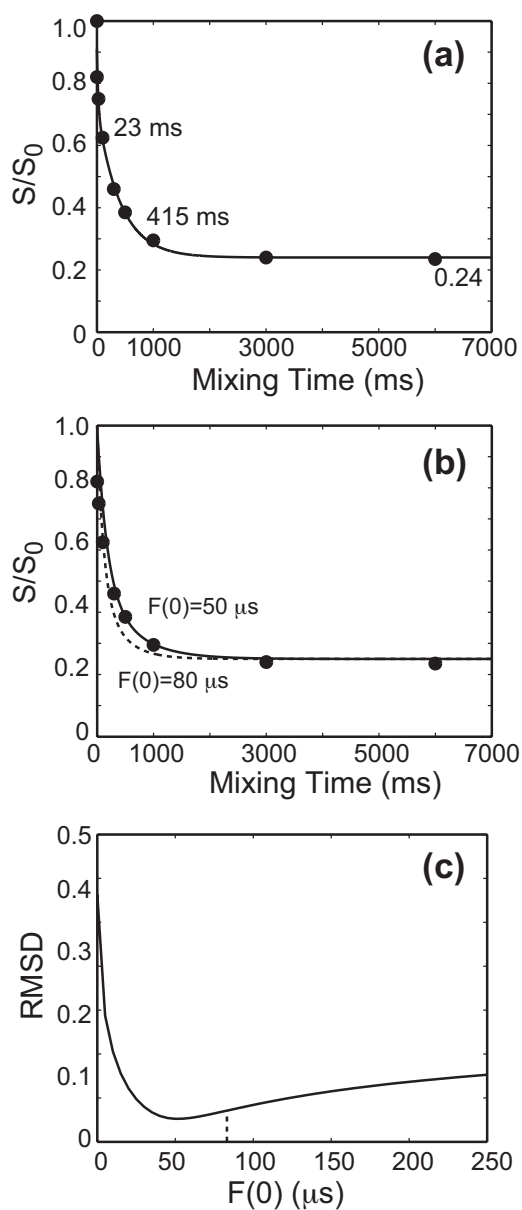 (a)
1.0
0.8
0.6
0.4
0.2
0
S/S0
23 ms
415 ms
0.24
0 1000 3000 5000 7000
Mixing Time (ms)
(b)
1.0
0.8
0.6
0.4
0.2
0
S/S0
F(0)=50 μs
F(0)=80 μs
0 1000 3000 5000 7000
Mixing Time (ms)
(c)
0.5
0.4
0.3
0.2
0.1
0
RMSD
0 50 100 150 200 250
F(0) (μs)